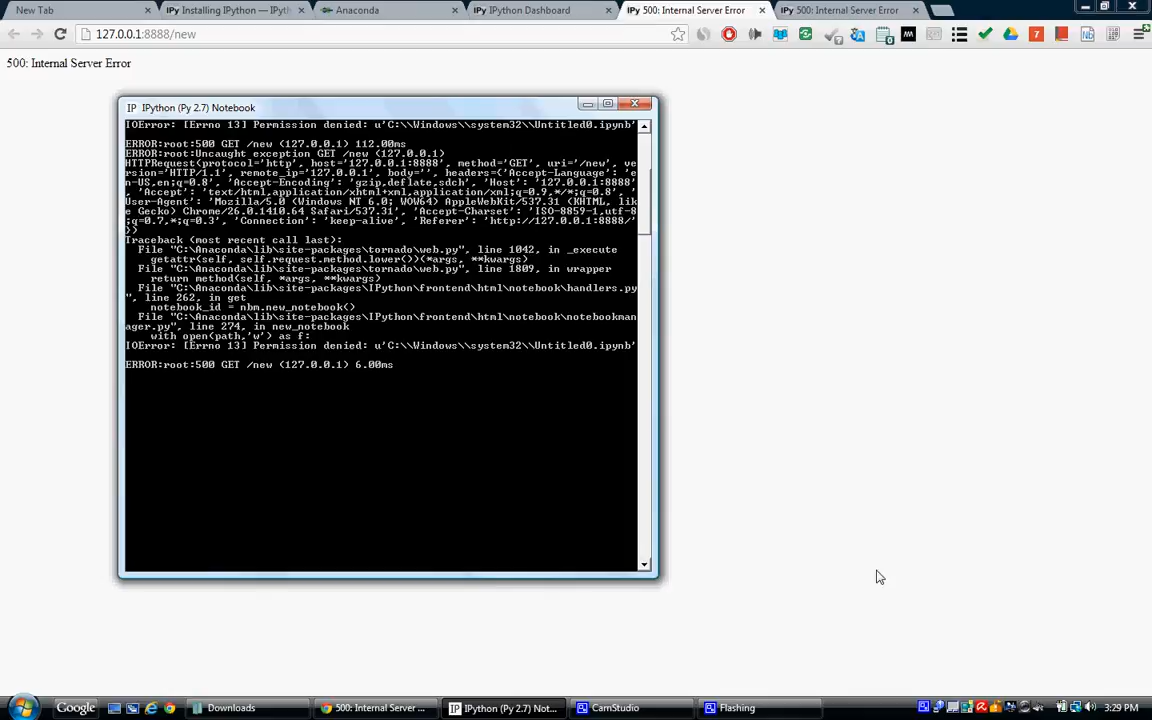 New Tab
IPy Installing IPython — IPyth
Anaconda
IPy IPython Dashboard
IPy 500: Internal Server Error
IPy 500: Internal Server Error
127.0.0.1:8888/new
500: Internal Server Error
IP IPython (Py 2.7) Notebook
IOError: [Errno 13] Permission denied: u'C:\\Windows\\system32\\Untitled0.ipynb'
ERROR:root:500 GET /new (127.0.0.1) 112.00ms
ERROR:root:Uncaught exception GET /new (127.0.0.1)
HTTPRequest(protocol='http', host='127.0.0.1:8888', method='GET', uri='/new', ve
rsion='HTTP/1.1', remote_ip='127.0.0.1', body='', headers={'Accept-Language': 'e
n-US,en;q=0.8', 'Accept-Encoding': 'gzip,deflate,sdch', 'Host': '127.0.0.1:8888'
, 'Accept': 'text/html,application/xhtml+xml,application/xml;q=0.9,*/*;q=0.8', '
User-Agent': 'Mozilla/5.0 (Windows NT 6.0; WOW64) AppleWebKit/537.31 (KHTML, lik
e Gecko) Chrome/26.0.1410.64 Safari/537.31', 'Accept-Charset': 'ISO-8859-1,utf-8
;q=0.7,*;q=0.3', 'Connection': 'keep-alive', 'Referer': 'http://127.0.0.1:8888/'
})
Traceback (most recent call last):
File "C:\Anaconda\lib\site-packages\tornado\web.py", line 1042, in _execute
getattr(self, self.request.method.lower())(*args, **kwargs)
File "C:\Anaconda\lib\site-packages\tornado\web.py", line 1809, in wrapper
return method(self, *args, **kwargs)
File "C:\Anaconda\lib\site-packages\IPython\frontend\html\notebook\handlers.py
", line 262, in get
notebook_id = nbm.new_notebook()
File "C:\Anaconda\lib\site-packages\IPython\frontend\html\notebook\notebookman
ager.py", line 274, in new_notebook
with open(path,'w') as f:
IOError: [Errno 13] Permission denied: u'C:\\Windows\\system32\\Untitled0.ipynb'
ERROR:root:500 GET /new (127.0.0.1) 6.00ms
Google
Downloads
500: Internal Server ...
IP IPython (Py 2.7) Not...
CamStudio
Flashing
3:29 PM